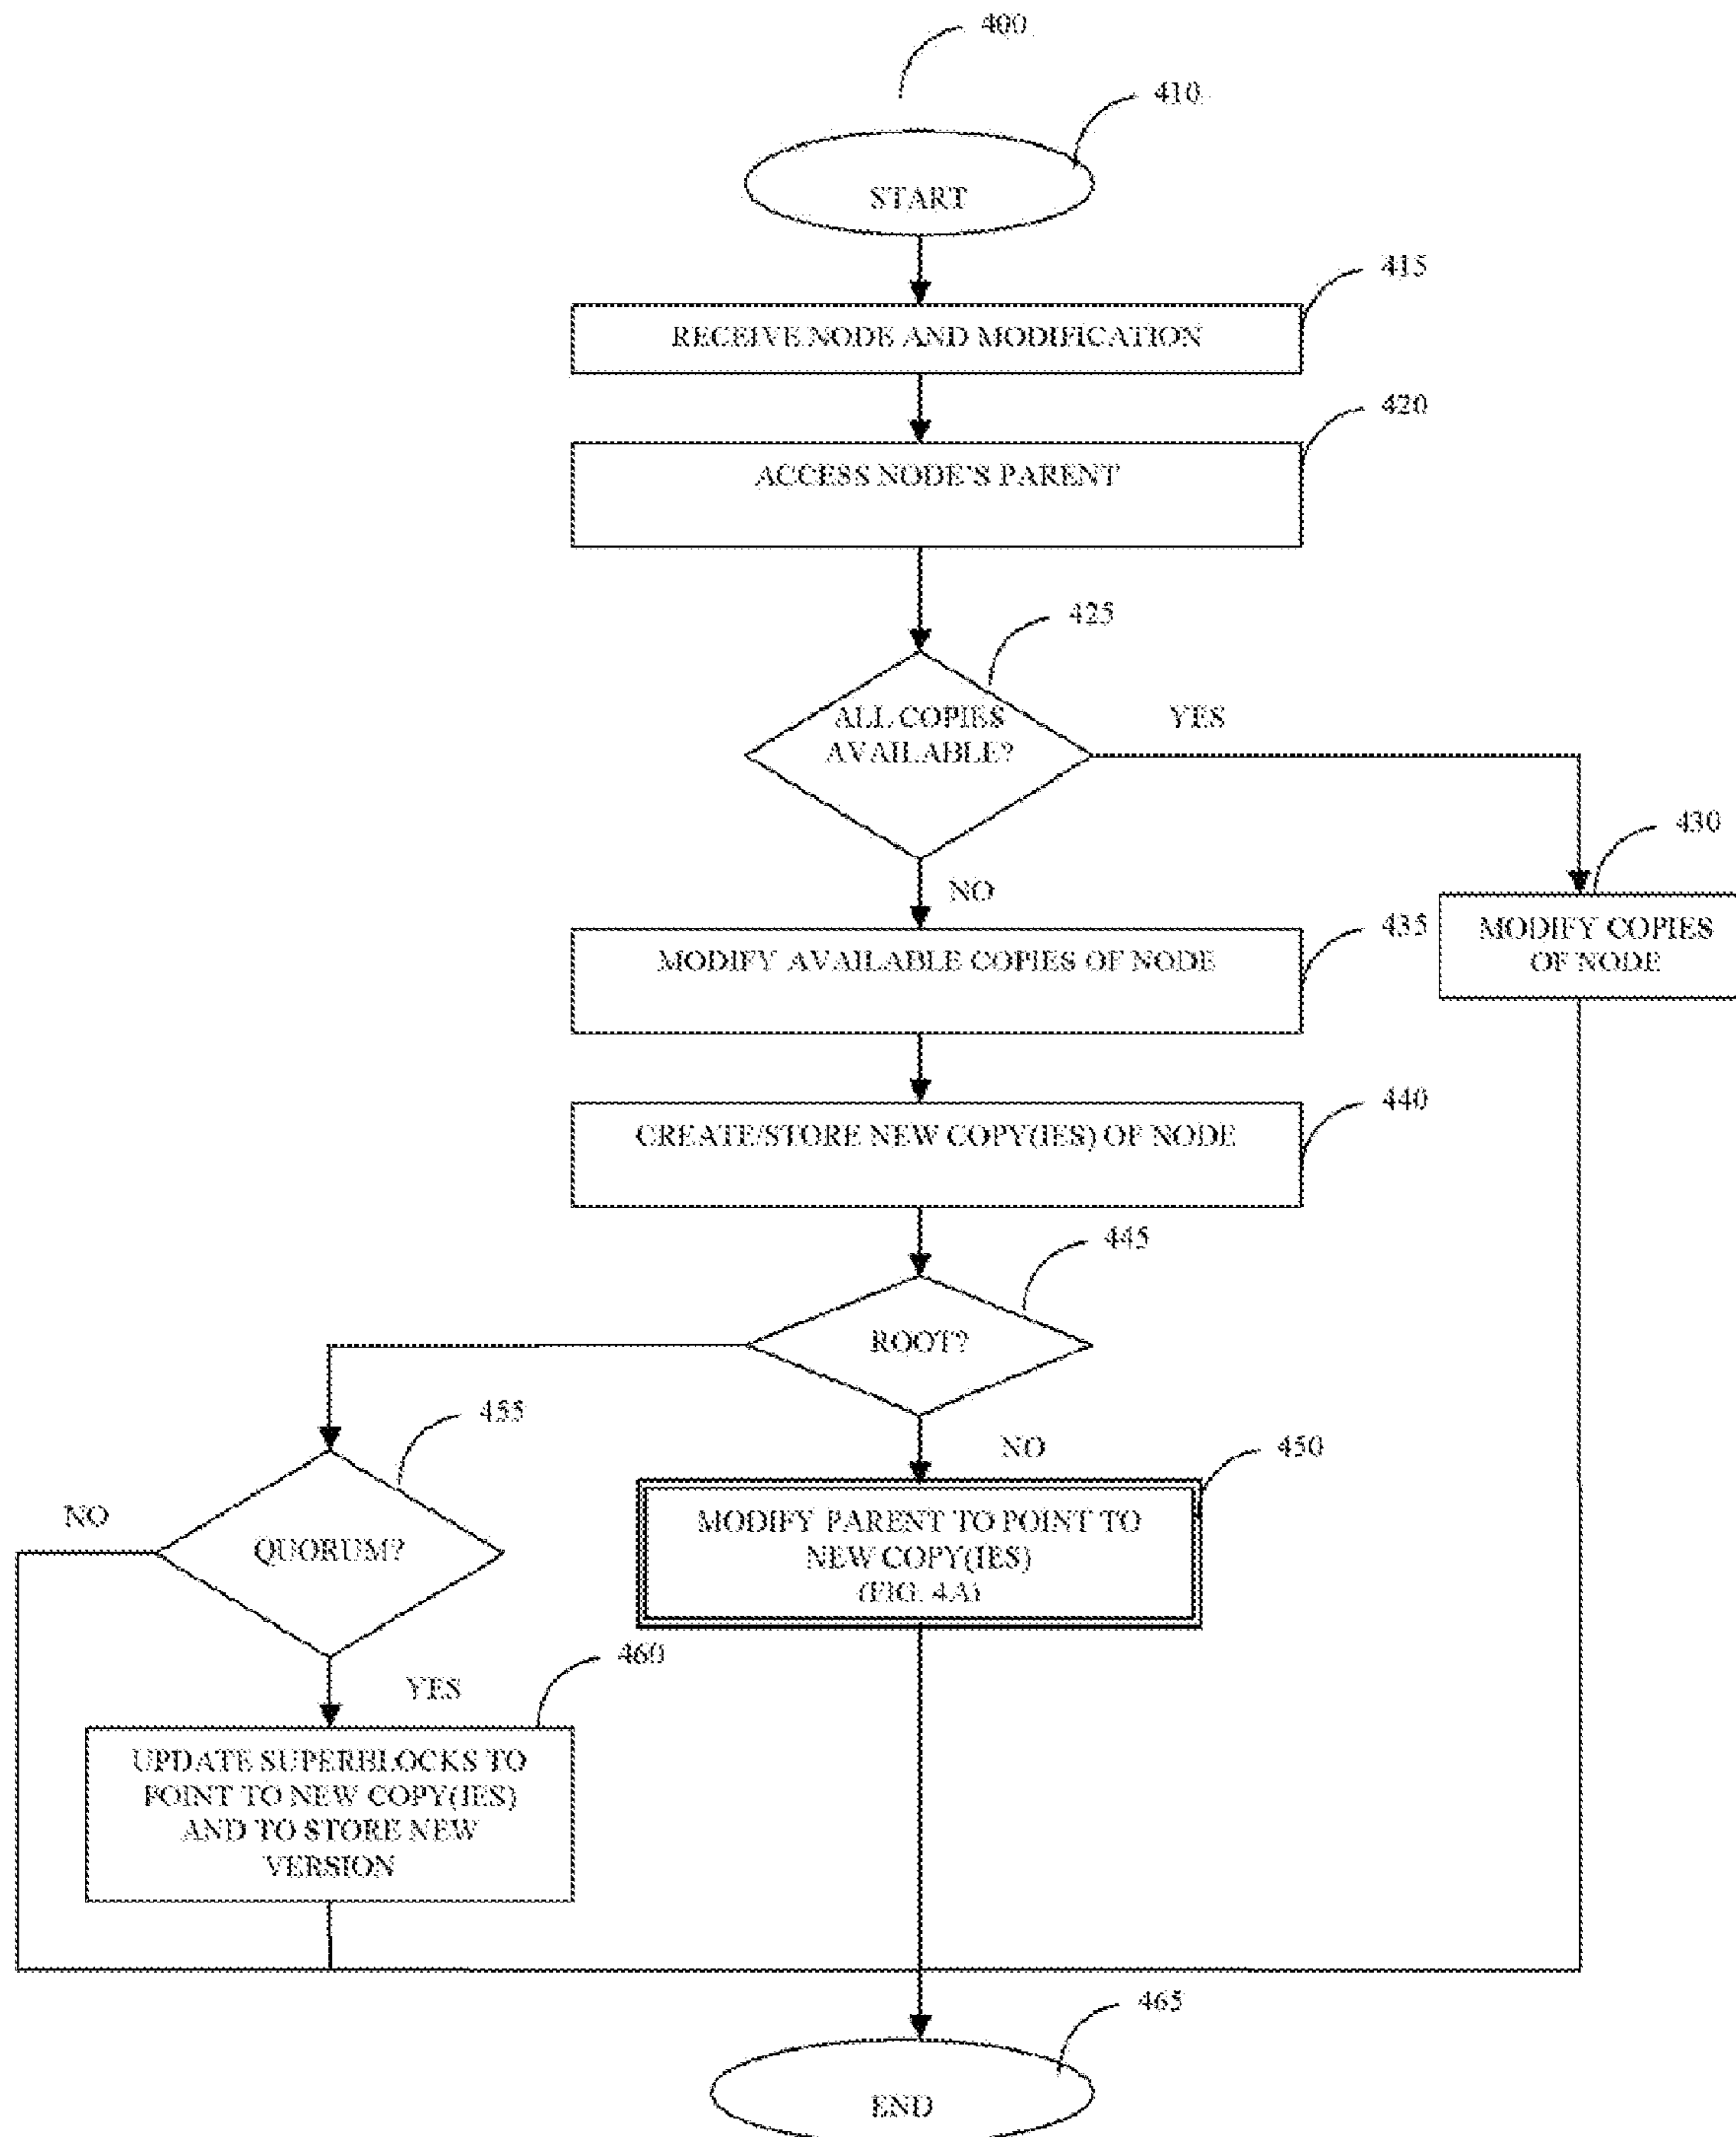 400
410
START
415
RECEIVE NODE AND MODIFICATION
420
ACCESS NODE'S PARENT
425
ALL COPIES
AVAILABLE?
YES
430
NO
MODIFY COPIES
OF NODE
435
MODIFY AVAILABLE COPIES OF NODE
440
CREATE/STORE NEW COPY(IES) OF NODE
445
ROOT?
455
NO
450
NO
QUORUM?
MODIFY PARENT TO POINT TO
NEW COPY(IES)
(FIG. 4A)
460
YES
UPDATE SUPERBLOCKS TO
POINT TO NEW COPY(IES)
AND TO STORE NEW
VERSION
465
END